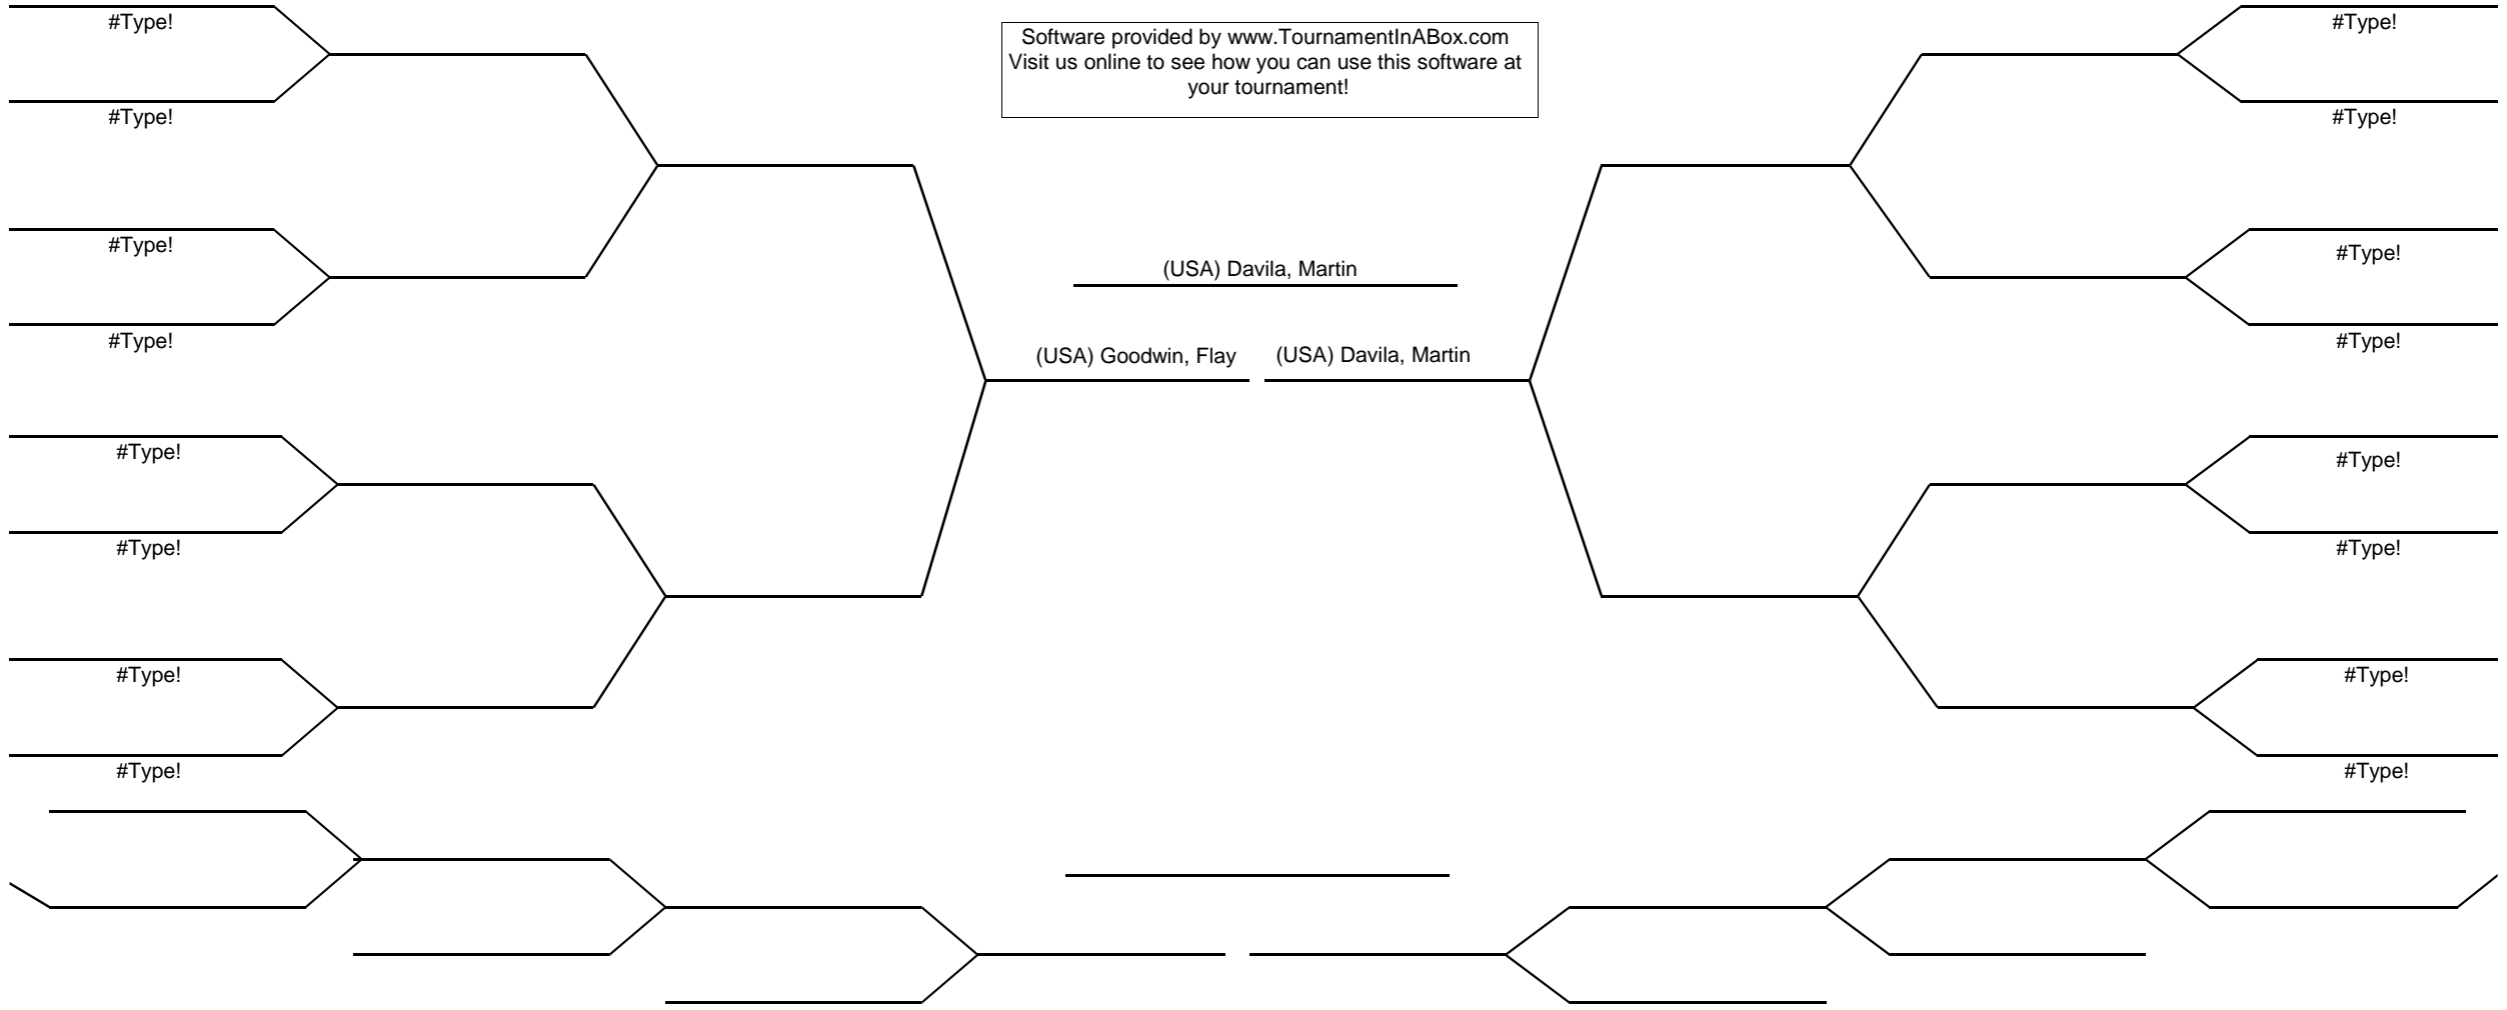 #Type!
Software provided by www.TournamentInABox.com
Visit us online to see how you can use this software at
your tournament!
#Type!
#Type!
#Type!
#Type!
#Type!
(USA) Davila, Martin
#Type!
#Type!
(USA) Goodwin, Flay
(USA) Davila, Martin
#Type!
#Type!
#Type!
#Type!
#Type!
#Type!
#Type!
#Type!